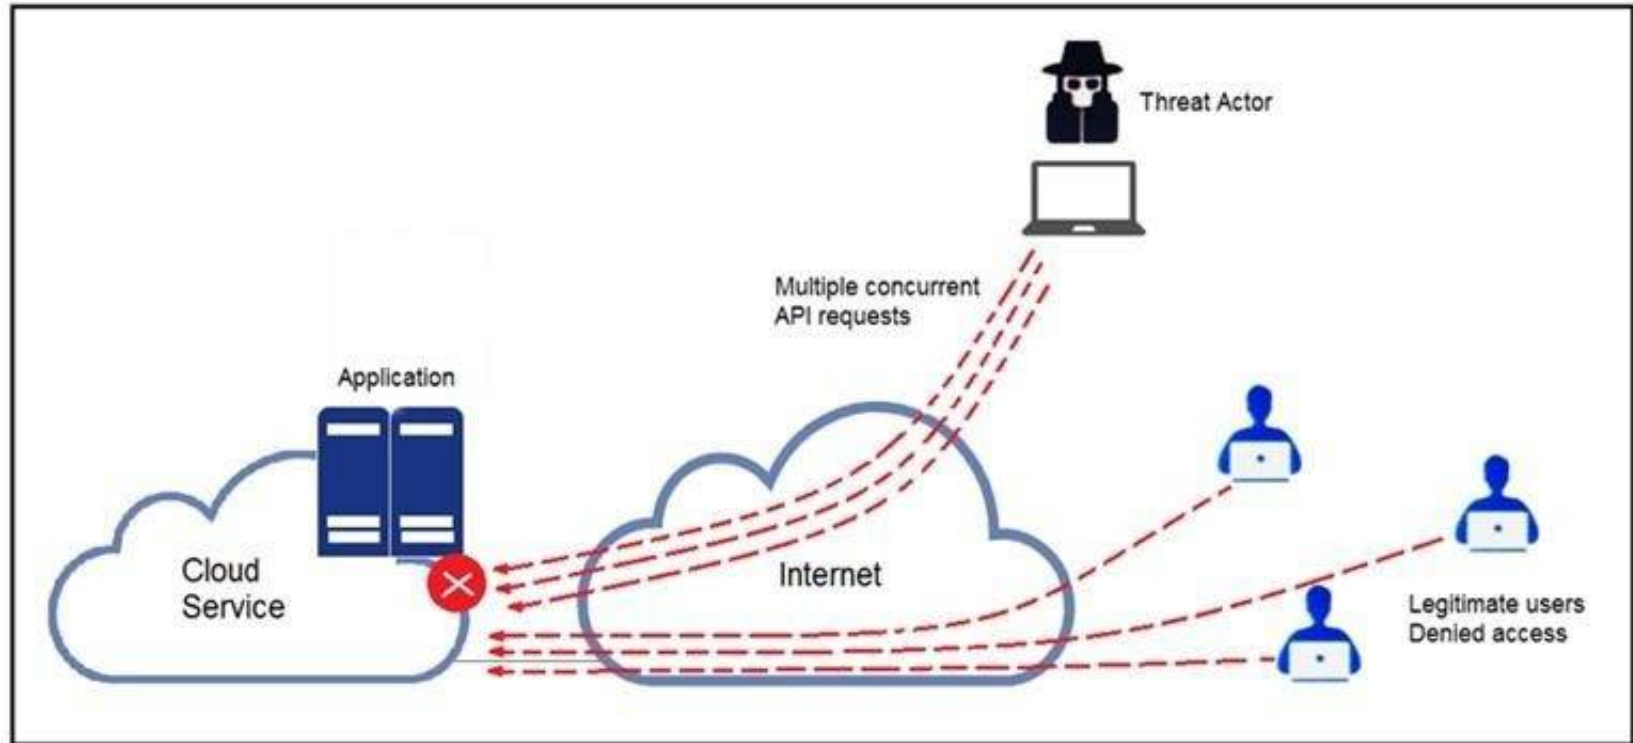 Threat Actor
Multiple concurrent
API requests
Application
Cloud
Service
Internet
Legitimate users
Denied access